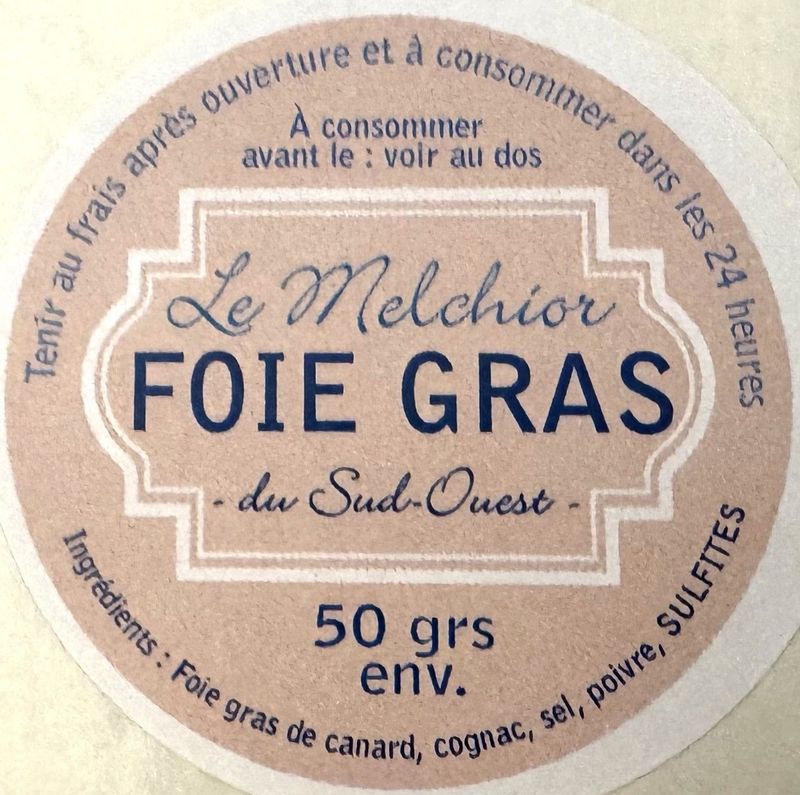 Tenir au frais après ouverture et à consommer dans les 24 heures
À consommer
avant le : voir au dos
Le Melchior
FOIE GRAS
- du Sud-Ouest -
50 grs
env.
Ingrédients : Foie gras de canard, cognac, sel, poivre, SULFITES